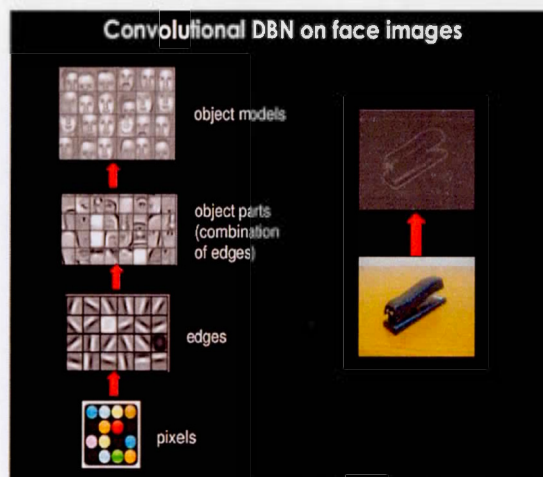 Convolutional DBN on face images
object models
object parts
(combination
of edges)
edges
pixels